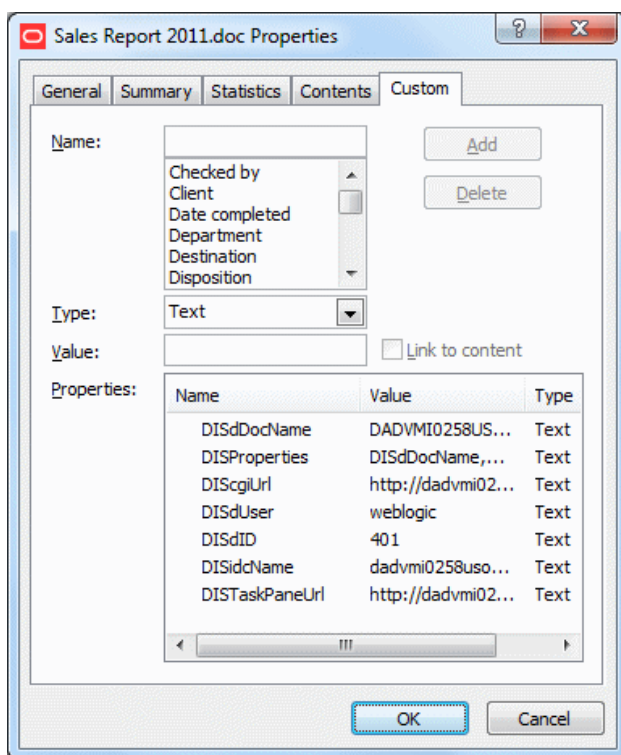 Sales Report 2011.doc Properties
General Summary Statistics Contents Custom
Name:
Add
Checked by
Client
Date completed
Department
Destination
Disposition
Delete
Type: Text
Value: Link to content
Properties:
Name Value Type
DISdDocName DADVMI0258US... Text
DISProperties DISdDocName,... Text
DIScgiUrl http://dadvmi02... Text
DISdUser weblogic Text
DISdID 401 Text
DISidcName dadvmi0258uso... Text
DISTaskPaneUrl http://dadvmi02... Text
OK Cancel